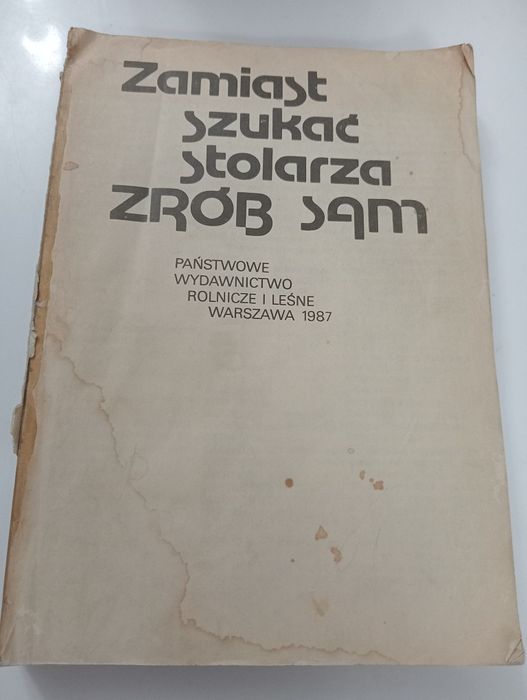 Zamiast
szukać
stolarza
ZRÓB sam
PAŃSTWOWE
WYDAWNICTWO
ROLNICZE I LEŚNE
WARSZAWA 1987